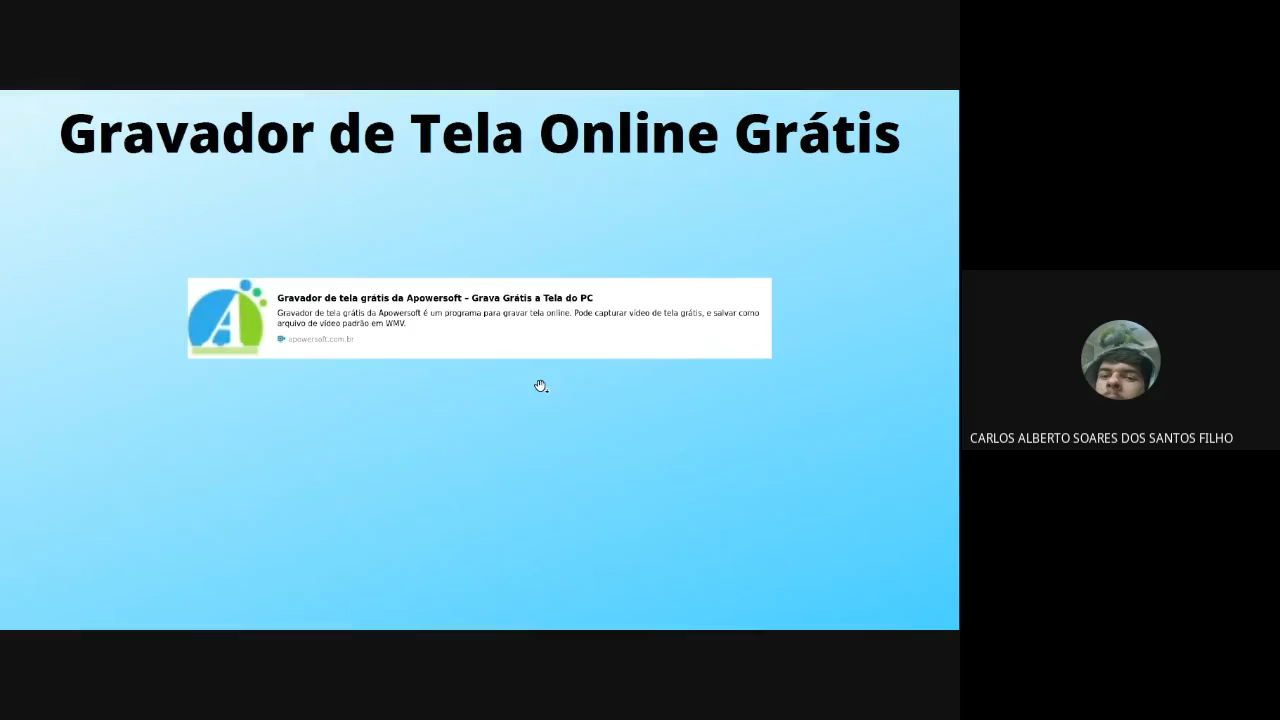 Gravador de Tela Online Grátis
Gravador de tela grátis da Apowersoft – Grava Grátis a Tela do PC
Gravador de tela grátis da Apowersoft é um programa para gravar tela online. Pode capturar vídeo de tela grátis, e salvar como
arquivo de vídeo padrão em WMV.
apowersoft.com.br
CARLOS ALBERTO SOARES DOS SANTOS FILHO